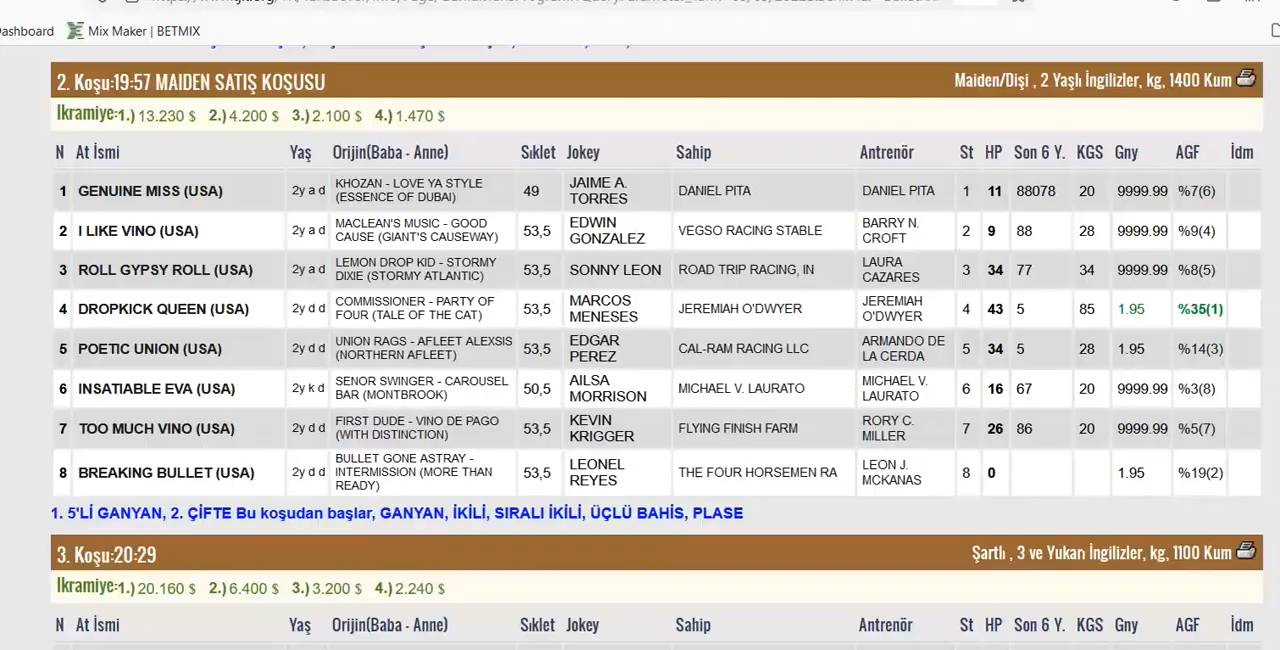 ashboard Mix Maker | BETMIX
2. Koşu:19:57 MAIDEN SATIŞ KOŞUSU Maiden/Dişi , 2 Yaşlı İngilizler, kg, 1400 Kum
İkramiye:1.) 13.230 $ 2.) 4.200 $ 3.) 2.100 $ 4.) 1.470 $
N At İsmi Yaş Orijin(Baba - Anne) Sıklet Jokey Sahip Antrenör St HP Son 6 Y. KGS Gny AGF İdm
1 GENUINE MISS (USA) 2y a d KHOZAN - LOVE YA STYLE (ESSENCE OF DUBAI) 49 JAIME A. TORRES DANIEL PITA DANIEL PITA 1 11 88078 20 9999.99 %7(6)
2 I LIKE VINO (USA) 2y a d MACLEAN'S MUSIC - GOOD CAUSE (GIANT'S CAUSEWAY) 53,5 EDWIN GONZALEZ VEGSO RACING STABLE BARRY N. CROFT 2 9 88 28 9999.99 %9(4)
3 ROLL GYPSY ROLL (USA) 2y a d LEMON DROP KID - STORMY DIXIE (STORMY ATLANTIC) 53,5 SONNY LEON ROAD TRIP RACING, IN LAURA CAZARES 3 34 77 34 9999.99 %8(5)
4 DROPKICK QUEEN (USA) 2y d d COMMISSIONER - PARTY OF FOUR (TALE OF THE CAT) 53,5 MARCOS MENESES JEREMIAH O'DWYER JEREMIAH O'DWYER 4 43 5 85 1.95 %35(1)
5 POETIC UNION (USA) 2y d d UNION RAGS - AFLEET ALEXSIS (NORTHERN AFLEET) 53,5 EDGAR PEREZ CAL-RAM RACING LLC ARMANDO DE LA CERDA 5 34 5 28 1.95 %14(3)
6 INSATIABLE EVA (USA) 2y k d SENOR SWINGER - CAROUSEL BAR (MONTBROOK) 50,5 AILSA MORRISON MICHAEL V. LAURATO MICHAEL V. LAURATO 6 16 67 20 9999.99 %3(8)
7 TOO MUCH VINO (USA) 2y d d FIRST DUDE - VINO DE PAGO (WITH DISTINCTION) 53,5 KEVIN KRIGGER FLYING FINISH FARM RORY C. MILLER 7 26 86 20 9999.99 %5(7)
8 BREAKING BULLET (USA) 2y d d BULLET GONE ASTRAY - INTERMISSION (MORE THAN READY) 53,5 LEONEL REYES THE FOUR HORSEMEN RA LEON J. MCKANAS 8 0 1.95 %19(2)
1. 5'Lİ GANYAN, 2. ÇİFTE Bu koşudan başlar, GANYAN, İKİLİ, SIRALI İKİLİ, ÜÇLÜ BAHİS, PLASE
3. Koşu:20:29 Şartlı , 3 ve Yukarı İngilizler, kg, 1100 Kum
İkramiye:1.) 20.160 $ 2.) 6.400 $ 3.) 3.200 $ 4.) 2.240 $
N At İsmi Yaş Orijin(Baba - Anne) Sıklet Jokey Sahip Antrenör St HP Son 6 Y. KGS Gny AGF İdm